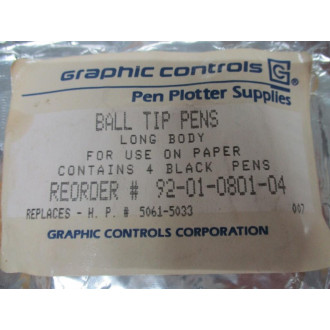 Graphic Controls G ®
Pen Plotter Supplies
BALL TIP PENS
LONG BODY
FOR USE ON PAPER
CONTAINS 4 BLACK PENS
REORDER # 92-01-0801-04
REPLACES - H. P. # 5061-5033 007
GRAPHIC CONTROLS CORPORATION